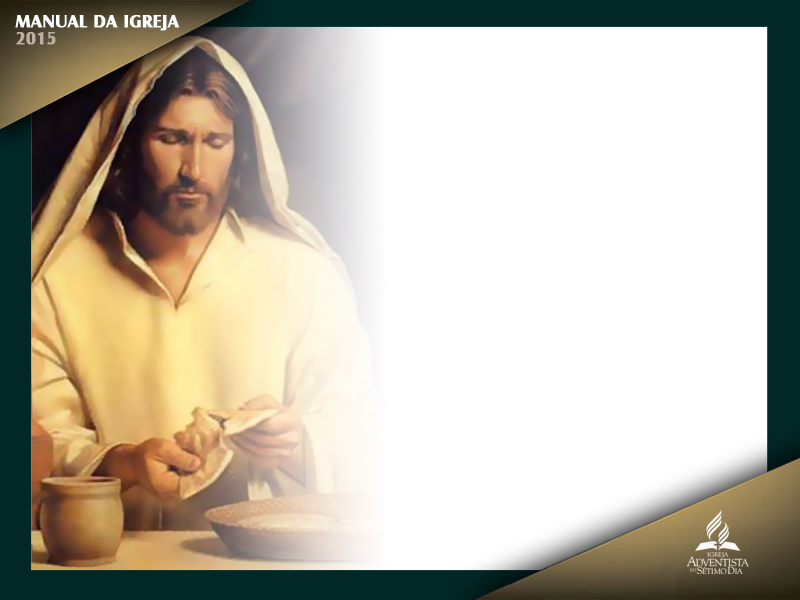 MANUAL DA IGREJA
2015
IGREJA
ADVENTISTA
DO SÉTIMO DIA